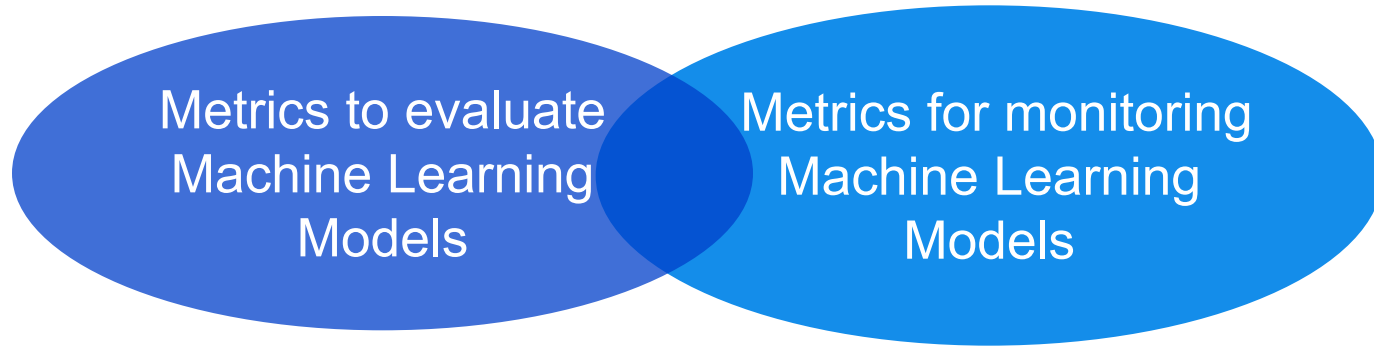 Metrics to evaluate
Machine Learning
Models
Metrics for monitoring
Machine Learning
Models